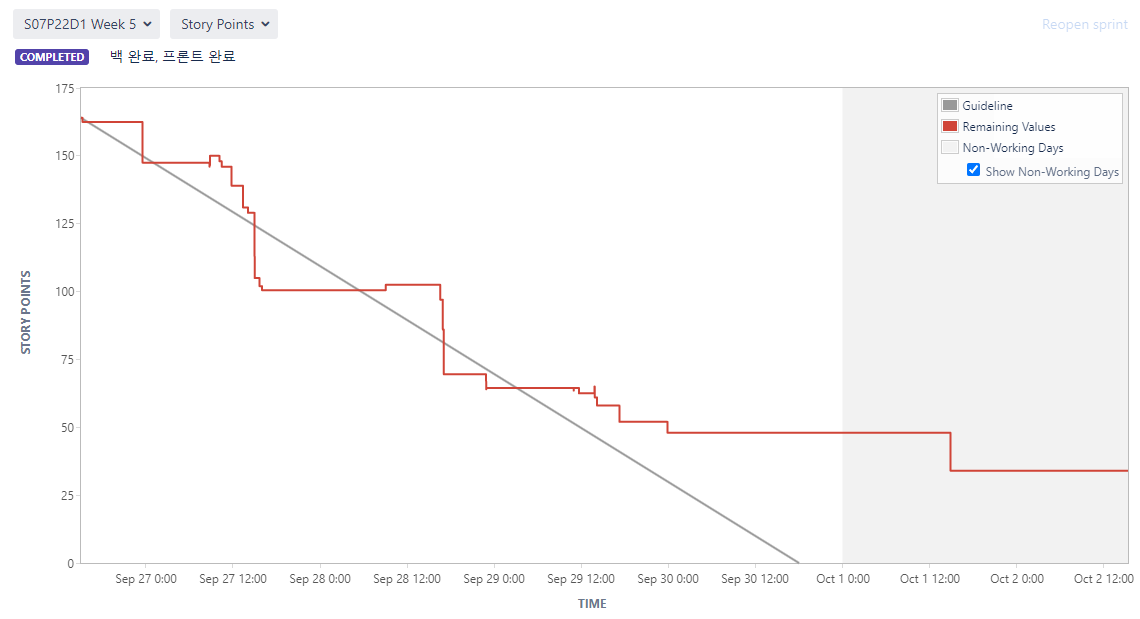 S07P22D1 Week 5 Story Points Reopen sprint
COMPLETED 백 완료, 프론트 완료
175
150
125
100
75
50
25
0
STORY POINTS
Guideline
Remaining Values
Non-Working Days
Show Non-Working Days
Sep 27 0:00 Sep 27 12:00 Sep 28 0:00 Sep 28 12:00 Sep 29 0:00 Sep 29 12:00 Sep 30 0:00 Sep 30 12:00 Oct 1 0:00 Oct 1 12:00 Oct 2 0:00 Oct 2 12:00
TIME